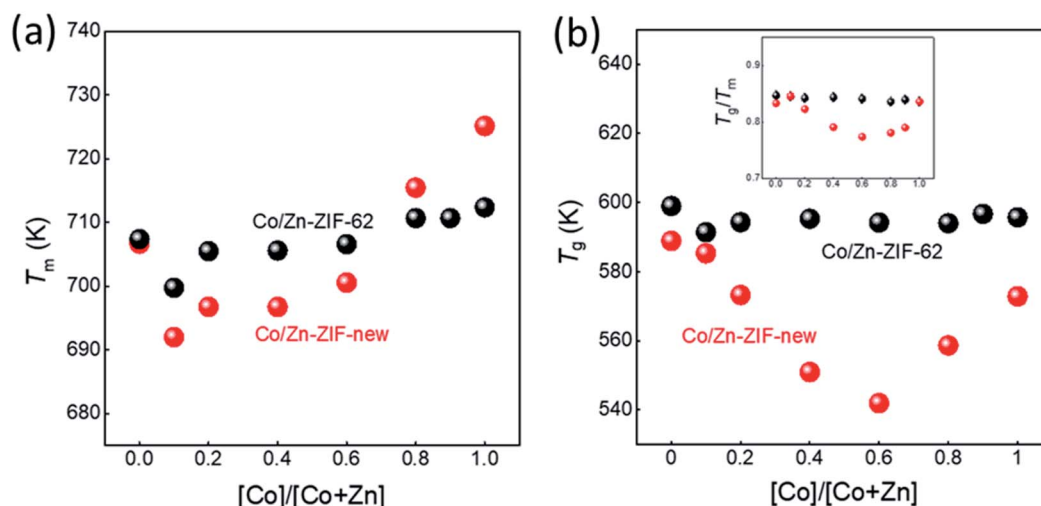 (a)
740
730
720
710
700
690
680
Tm (K)
Co/Zn-ZIF-62
Co/Zn-ZIF-new
0.0 0.2 0.4 0.6 0.8 1.0
[Co]/[Co+Zn]
(b)
640
620
600
580
560
540
Tg (K)
0.9
0.8
0.7
Tg/Tm
0.0 0.2 0.4 0.6 0.8 1.0
Co/Zn-ZIF-62
Co/Zn-ZIF-new
0 0.2 0.4 0.6 0.8 1
[Co]/[Co+Zn]